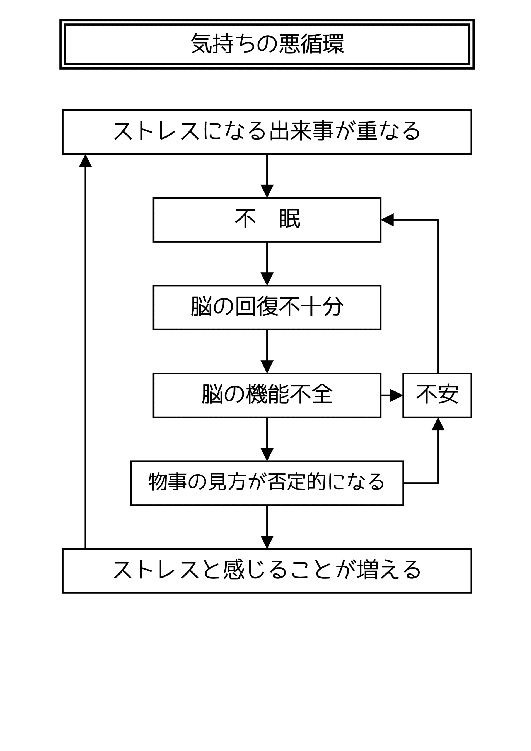 気持ちの悪循環
ストレスになる出来事が重なる
不　眠
脳の回復不十分
脳の機能不全
不安
物事の見方が否定的になる
ストレスと感じることが増える